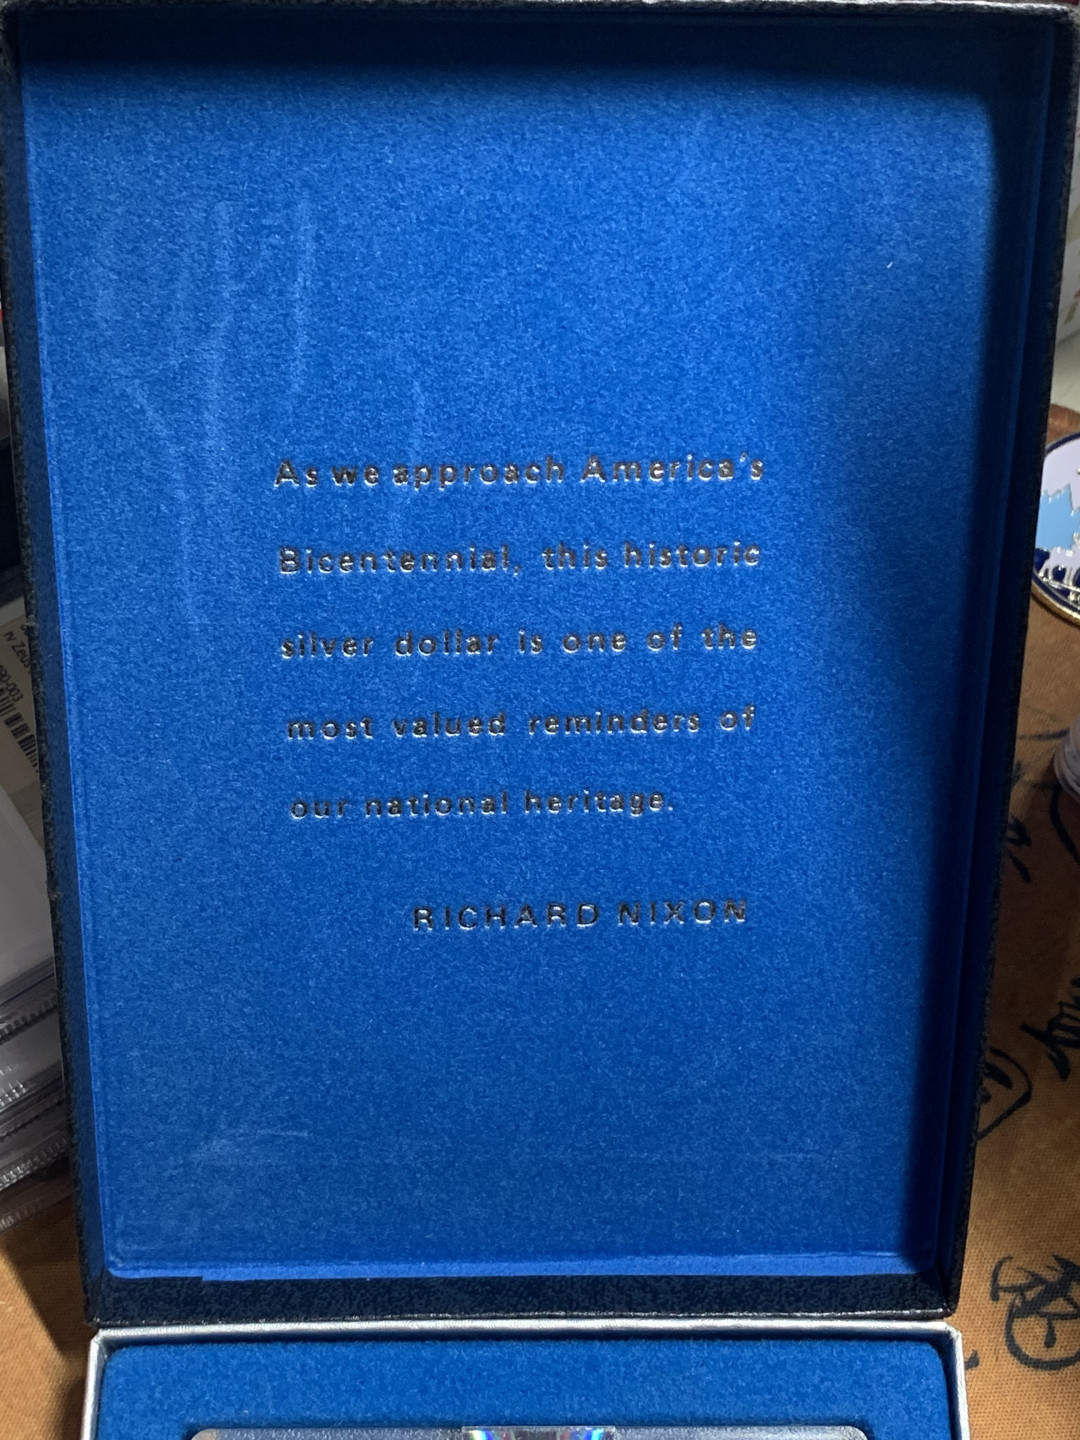 As we approach America's
Bicentennial, this historic
silver dollar is one of the
most valued reminders of
our national heritage.
RICHARD NIXON